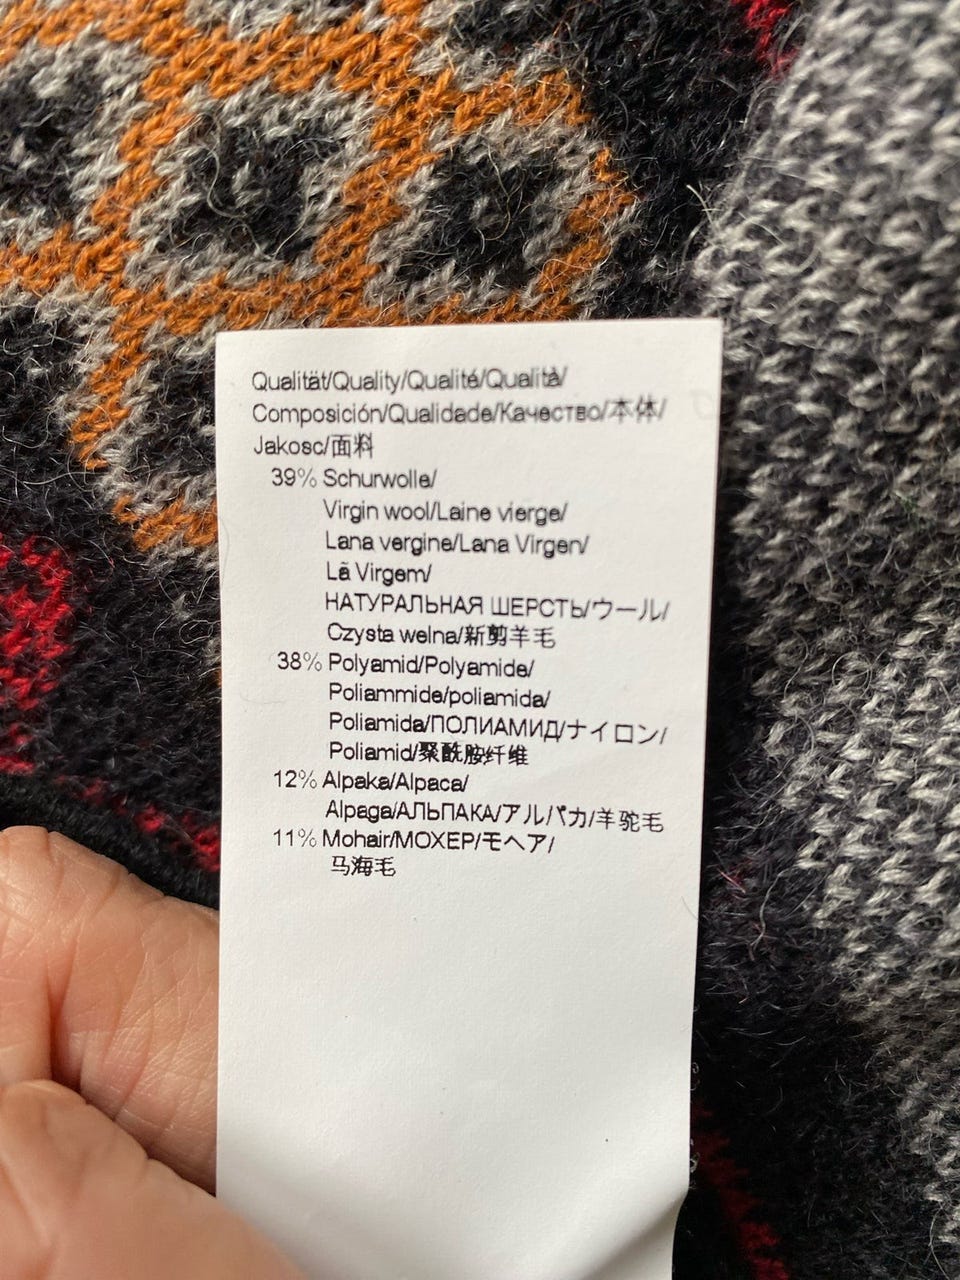 Qualität/Quality/Qualité/Qualità/
Composición/Qualidade/Качество/本体/
Jakosc/面料
39% Schurwolle/
Virgin wool/Laine vierge/
Lana vergine/Lana Virgen/
Lã Virgem/
НАТУРАЛЬНАЯ ШЕРСТЬ/ウール/
Czysta welna/新剪羊毛
38% Polyamid/Polyamide/
Poliammide/poliamida/
Poliamida/ПОЛИАМИД/ナイロン/
Poliamid/聚酰胺纤维
12% Alpaka/Alpaca/
Alpaga/АЛЬПАКА/アルパカ/羊驼毛
11% Mohair/МОХЕР/モヘア/
马海毛